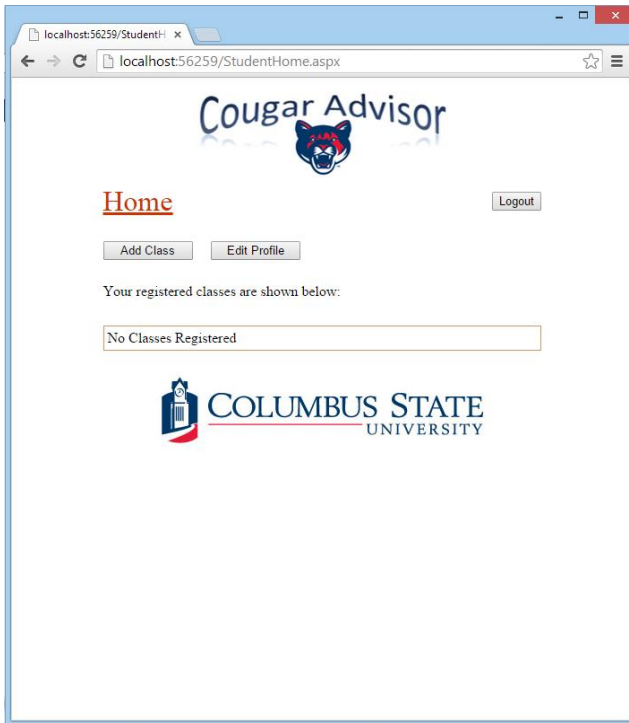 localhost:56259/StudentH
localhost:56259/StudentHome.aspx
Cougar Advisor
Home
Logout
Add Class Edit Profile
Your registered classes are shown below:
No Classes Registered
COLUMBUS STATE
UNIVERSITY